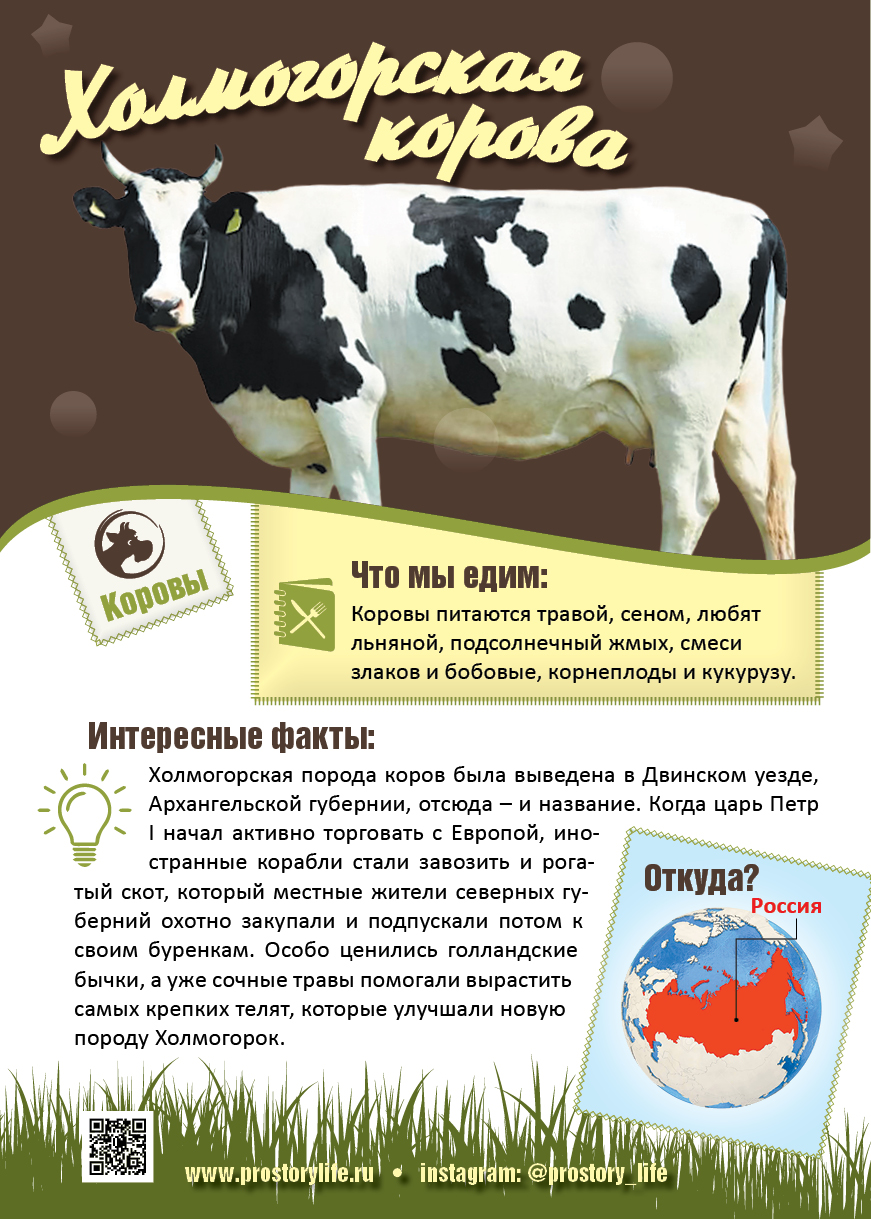 Холмогорская
корова
Коровы
Что мы едим:
Коровы питаются травой, сеном, любят
льняной, подсолнечный жмых, смеси
злаков и бобовые, корнеплоды и кукурузу.
Интересные факты:
Холмогорская порода коров была выведена в Двинском уезде,
Архангельской губернии, отсюда – и название. Когда царь Петр
I начал активно торговать с Европой, ино-
странные корабли стали завозить и рога-
тый скот, который местные жители северных гу-
берний охотно закупали и подпускали потом к
своим буренкам. Особо ценились голландские
бычки, а уже сочные травы помогали вырастить
самых крепких телят, которые улучшали новую
породу Холмогорок.
Откуда?
Россия
www.prostorylife.ru • instagram: @prostory_life